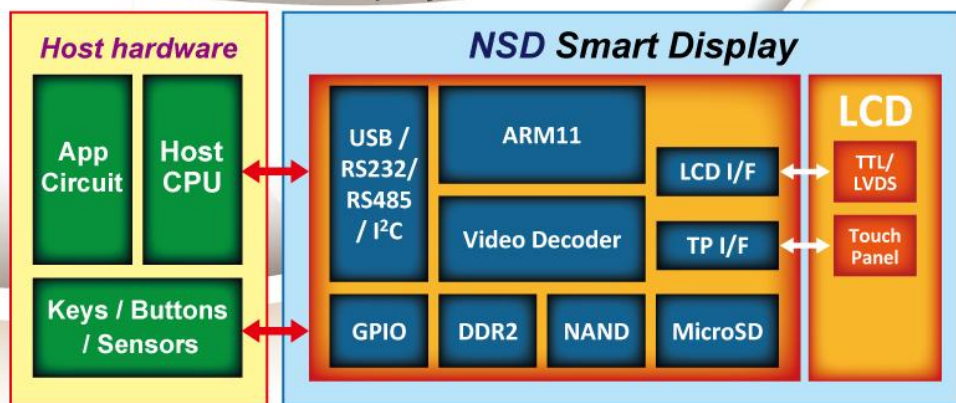 Host hardware
App
Circuit
Host
CPU
Keys / Buttons
/ Sensors
NSD Smart Display
USB /
RS232/
RS485
/ I²C
ARM11
Video Decoder
LCD I/F
TP I/F
GPIO
DDR2
NAND
MicroSD
LCD
TTL/
LVDS
Touch
Panel